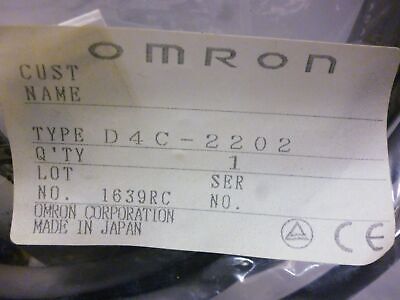 OMRON
CUST
NAME
TYPE D4C-2202
Q'TY 1
LOT SER
NO. 1639RC NO.
OMRON CORPORATION
MADE IN JAPAN
CE